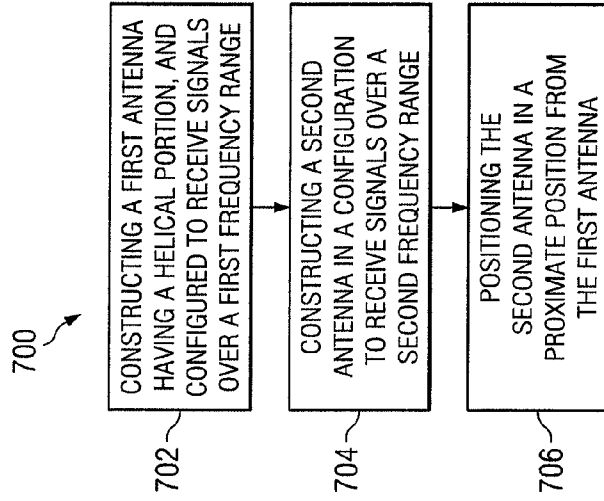 700
702
CONSTRUCTING A FIRST ANTENNA
HAVING A HELICAL PORTION, AND
CONFIGURED TO RECEIVE SIGNALS
OVER A FIRST FREQUENCY RANGE
704
CONSTRUCTING A SECOND
ANTENNA IN A CONFIGURATION
TO RECEIVE SIGNALS OVER A
SECOND FREQUENCY RANGE
706
POSITIONING THE
SECOND ANTENNA IN A
PROXIMATE POSITION FROM
THE FIRST ANTENNA